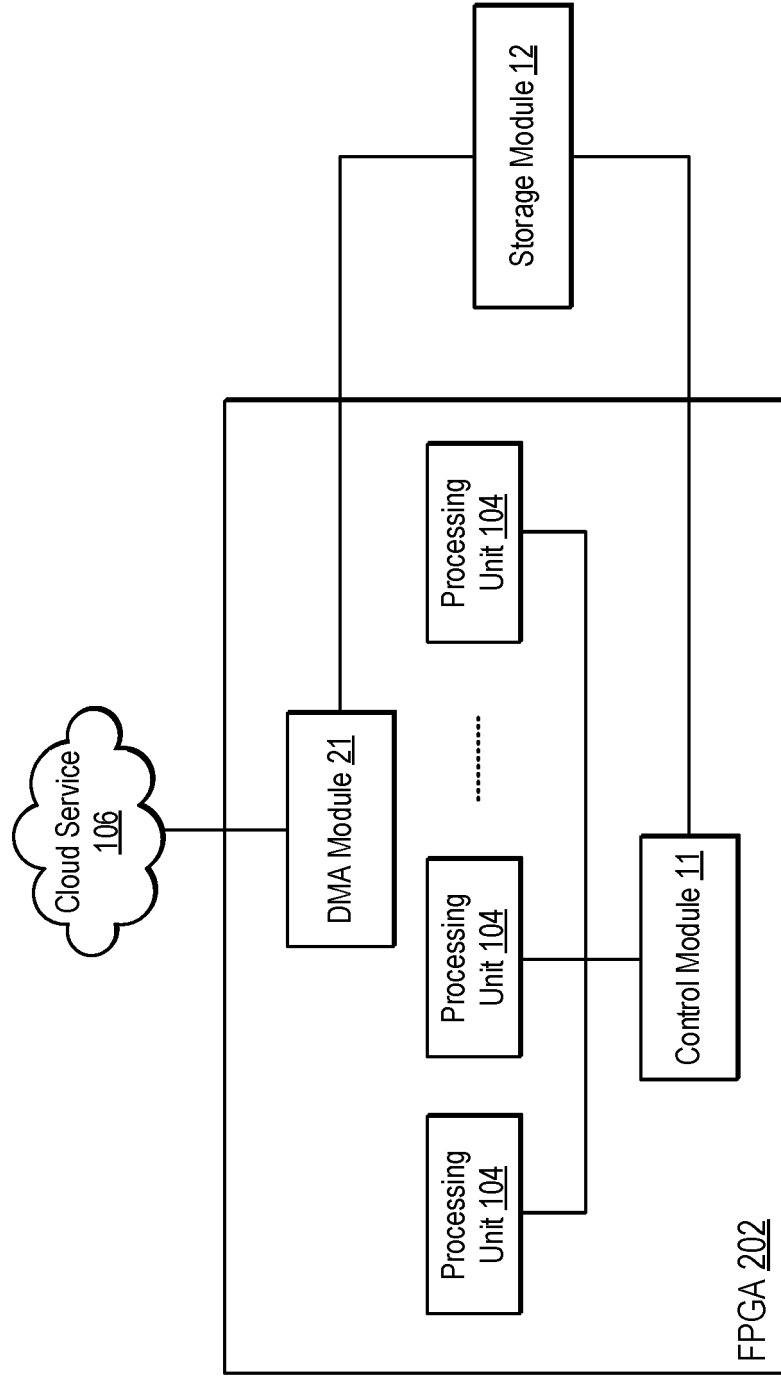 Cloud Service
106
DMA Module 21
Processing
Unit 104
Processing
Unit 104
Processing
Unit 104
Control Module 11
Storage Module 12
FPGA 202